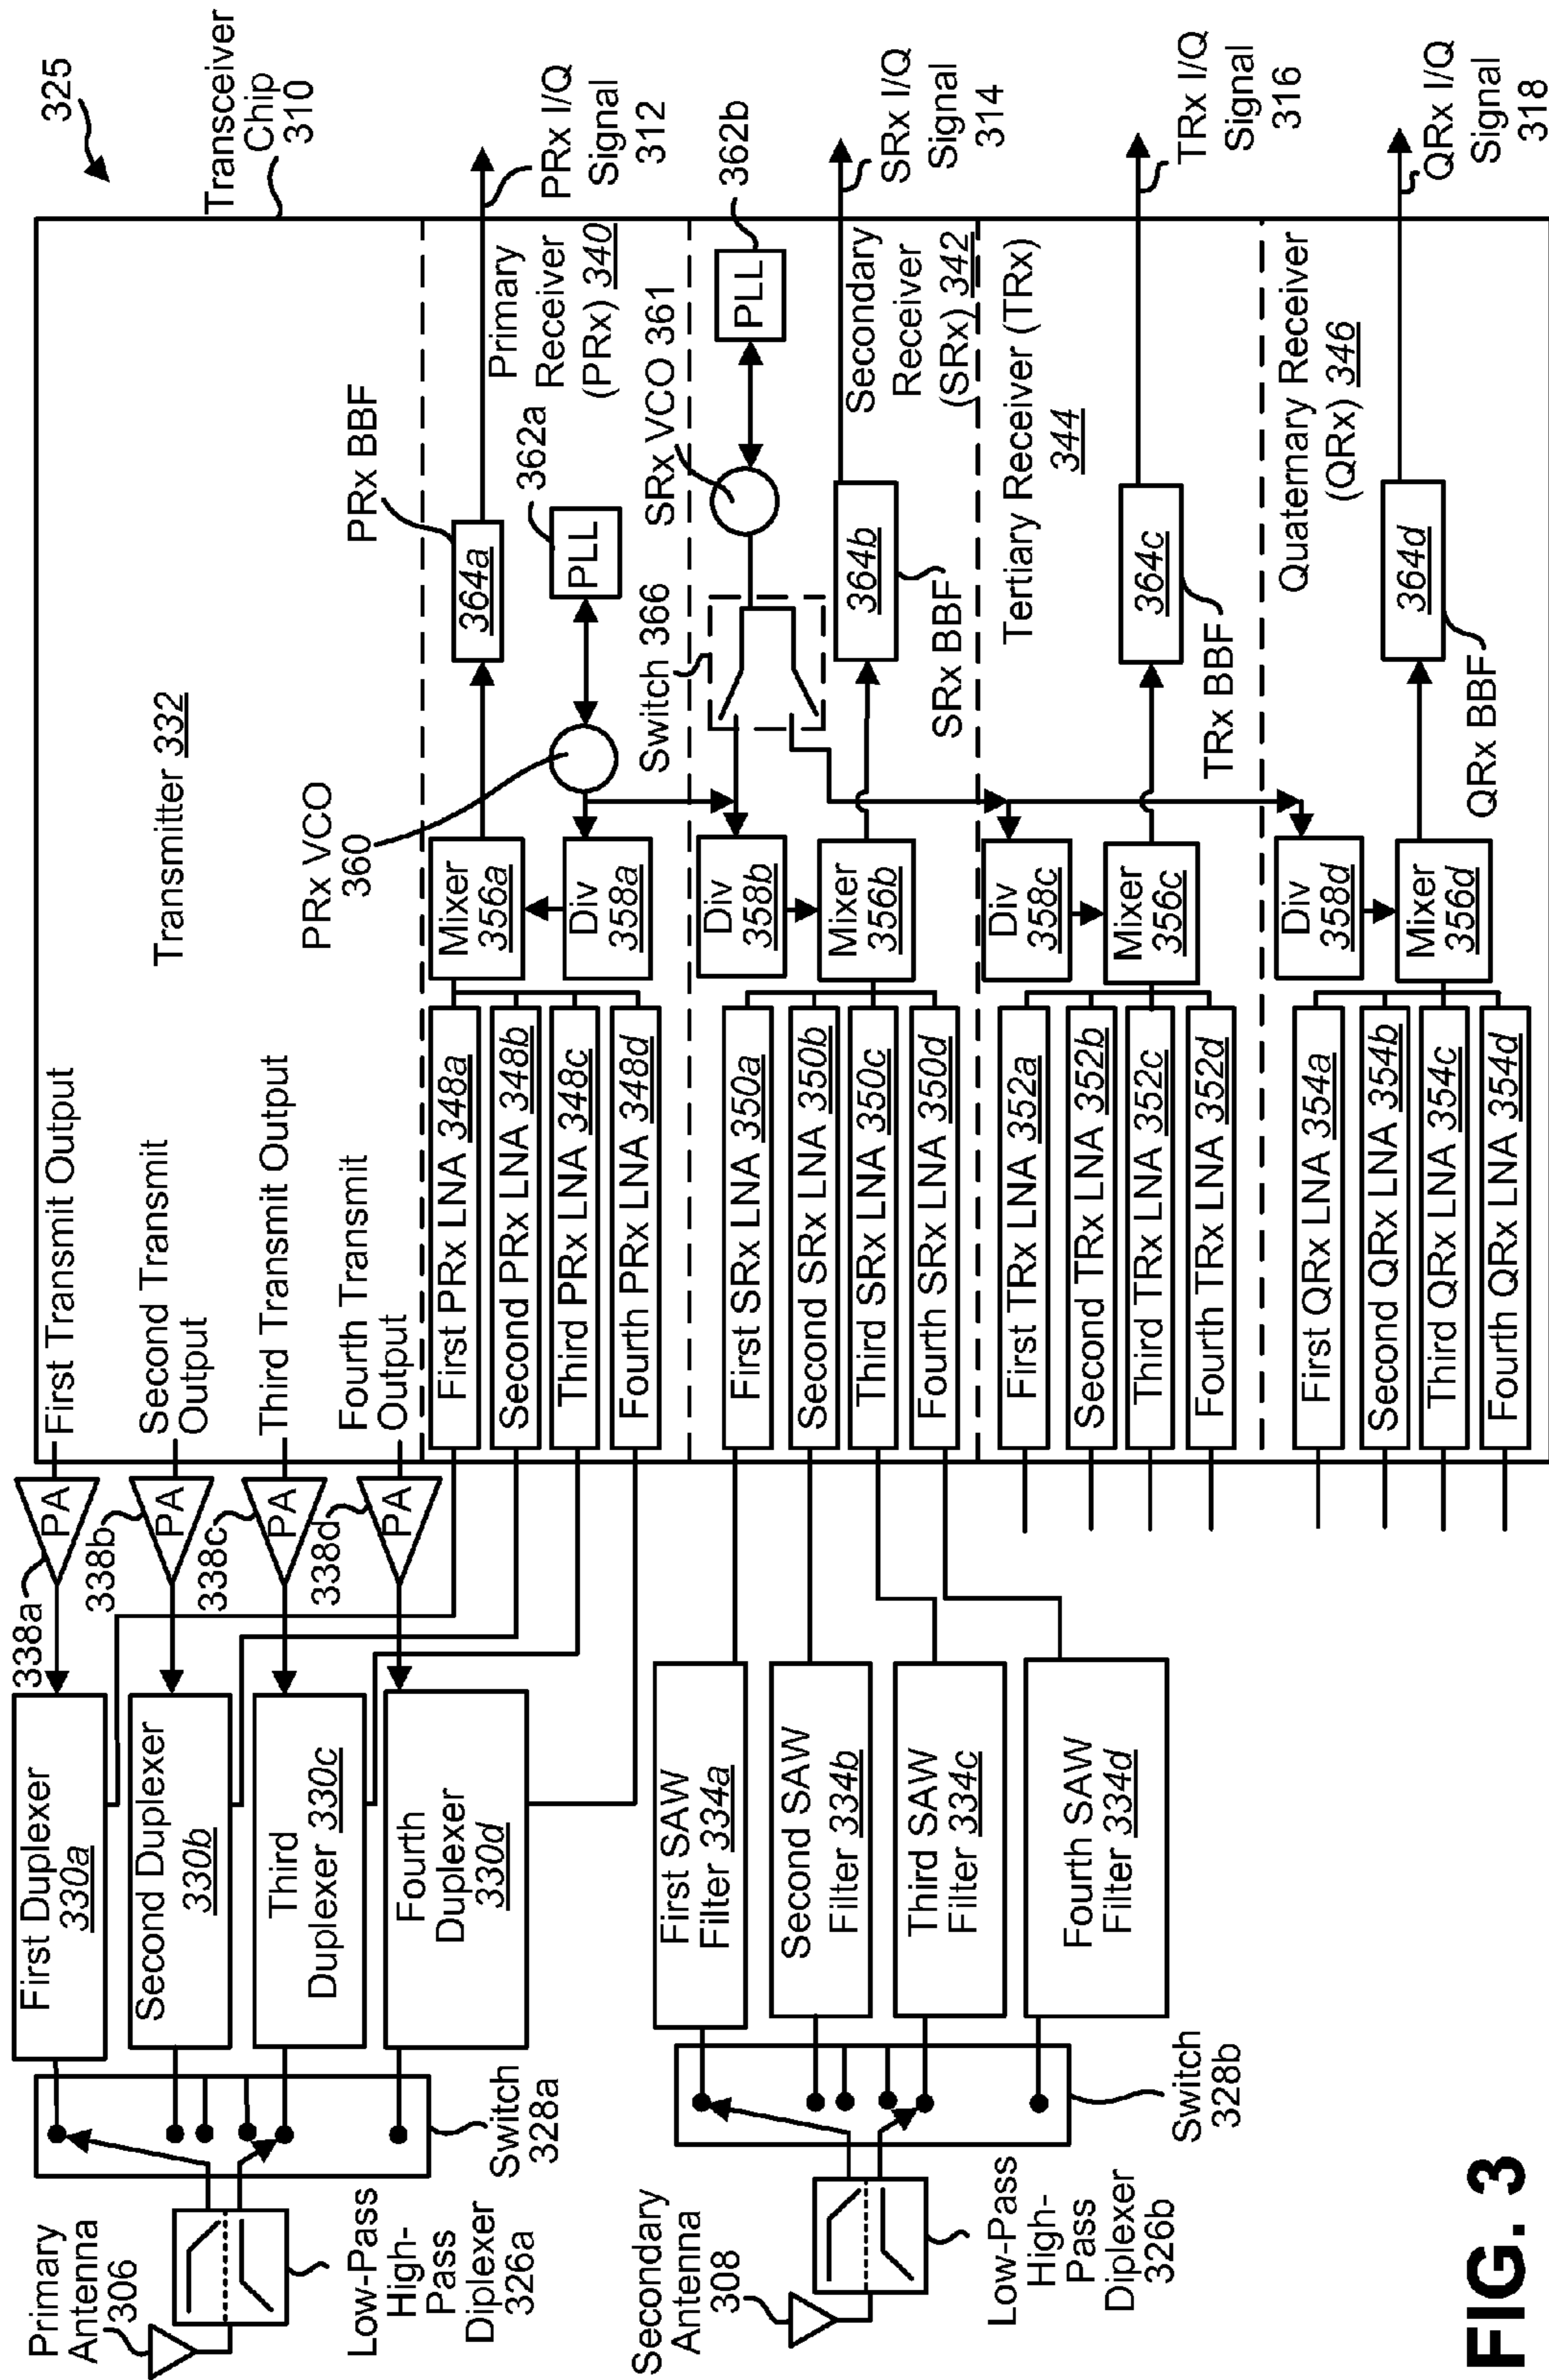 325
Transceiver
Chip
310
First Transmit Output
Second Transmit
Output
Third Transmit Output
Fourth Transmit
Output
Transmitter 332
338a
PA
338b
PA
338c
PA
338d
PA
First Duplexer
330a
Second Duplexer
330b
Third
Duplexer 330c
Fourth
Duplexer
330d
Primary
Antenna
306
Low-Pass
High-
Pass
Diplexer
326a
Switch
328a
PRx VCO
360
PRx BBF
First PRx LNA 348a
Second PRx LNA 348b
Third PRx LNA 348c
Fourth PRx LNA 348d
Mixer
356a
Div
358a
364a
362a
PLL
Primary
Receiver
(PRx) 340
PRx I/Q
Signal
312
Switch 366
SRx VCO 361
362b
PLL
First SAW
Filter 334a
Second SAW
Filter 334b
Third SAW
Filter 334c
Fourth SAW
Filter 334d
Secondary
Antenna
308
Low-Pass
High-
Pass
Diplexer
326b
Switch
328b
First SRx LNA 350a
Second SRx LNA 350b
Third SRx LNA 350c
Fourth SRx LNA 350d
Div
358b
Mixer
356b
364b
SRx BBF
Secondary
Receiver
(SRx) 342
SRx I/Q
Signal
314
First TRx LNA 352a
Second TRx LNA 352b
Third TRx LNA 352c
Fourth TRx LNA 352d
Div
358c
Mixer
356c
Tertiary Receiver (TRx)
344
364c
TRx BBF
TRx I/Q
Signal
316
First QRx LNA 354a
Second QRx LNA 354b
Third QRx LNA 354c
Fourth QRx LNA 354d
Div
358d
Mixer
356d
Quaternary Receiver
(QRx) 346
364d
QRx BBF
QRx I/Q
Signal
318
FIG. 3